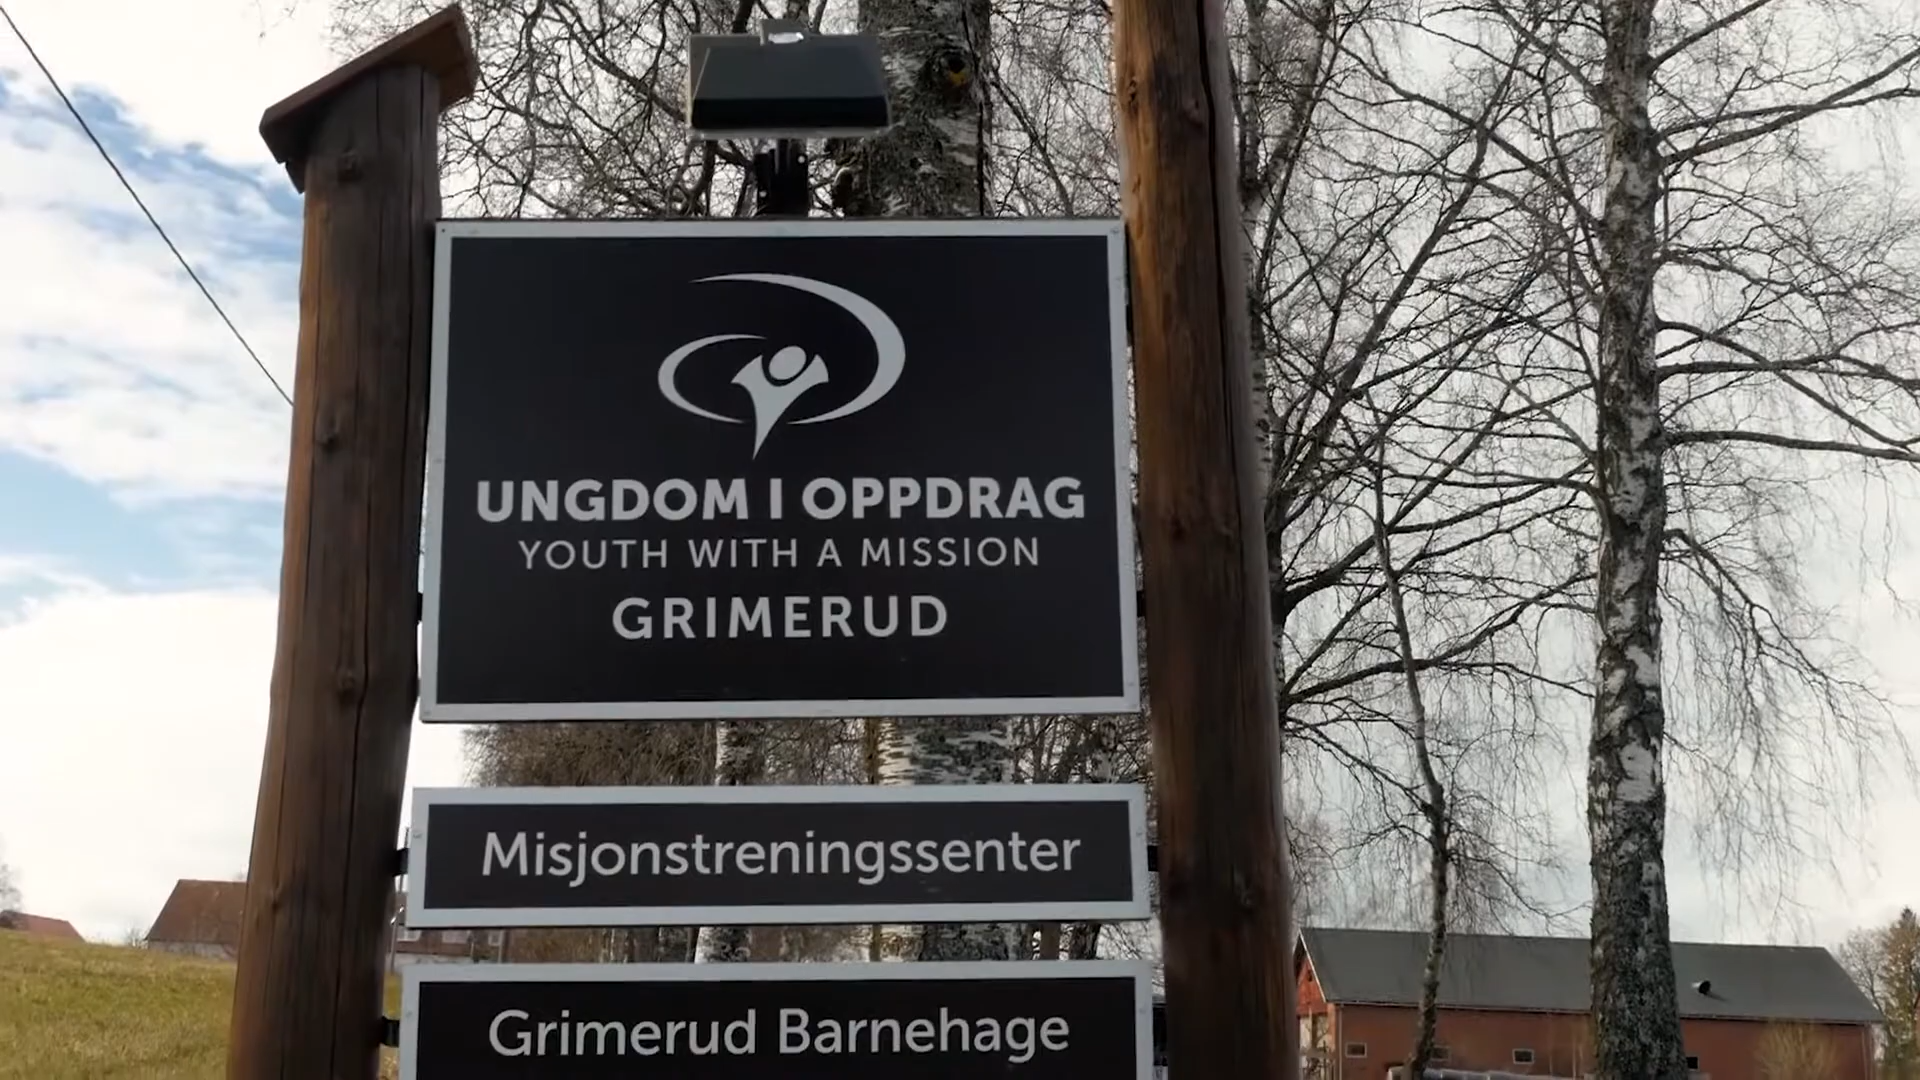 UNGDOM I OPPDRAG
YOUTH WITH A MISSION
GRIMERUD
Misjonstreningssenter
Grimerud Barnehage